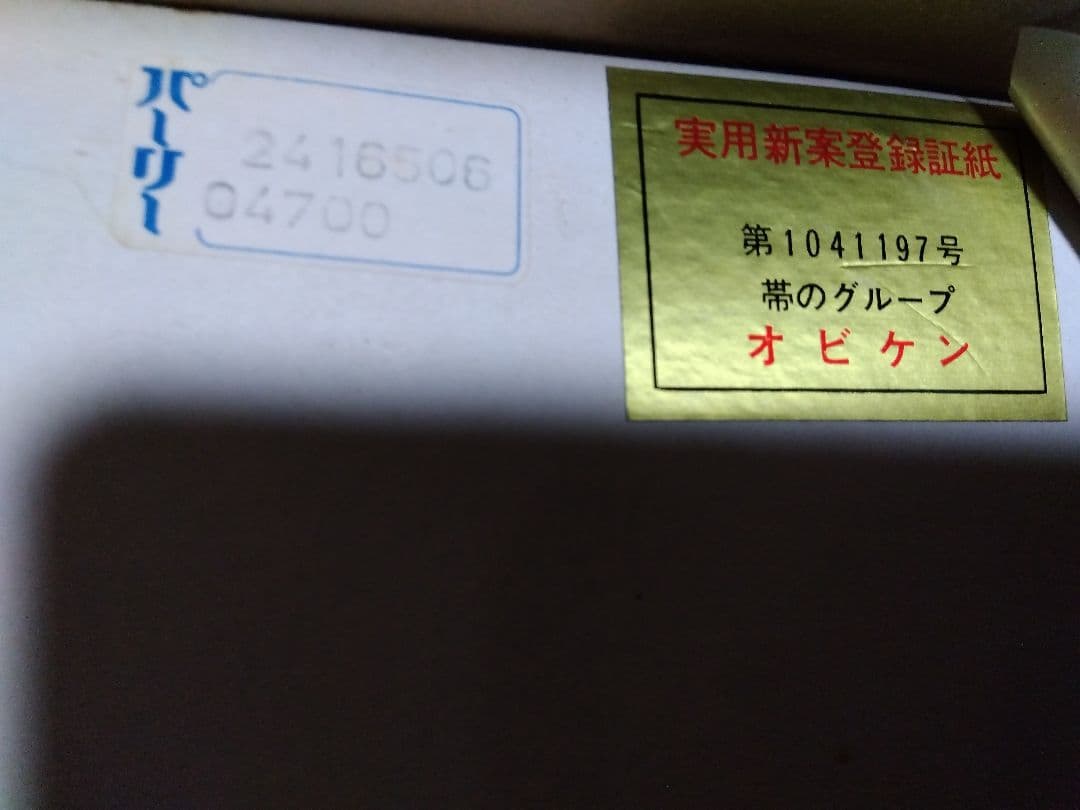 パーリー
2416506
04700
実用新案登録証紙
第1041197号
帯のグループ
オビケン